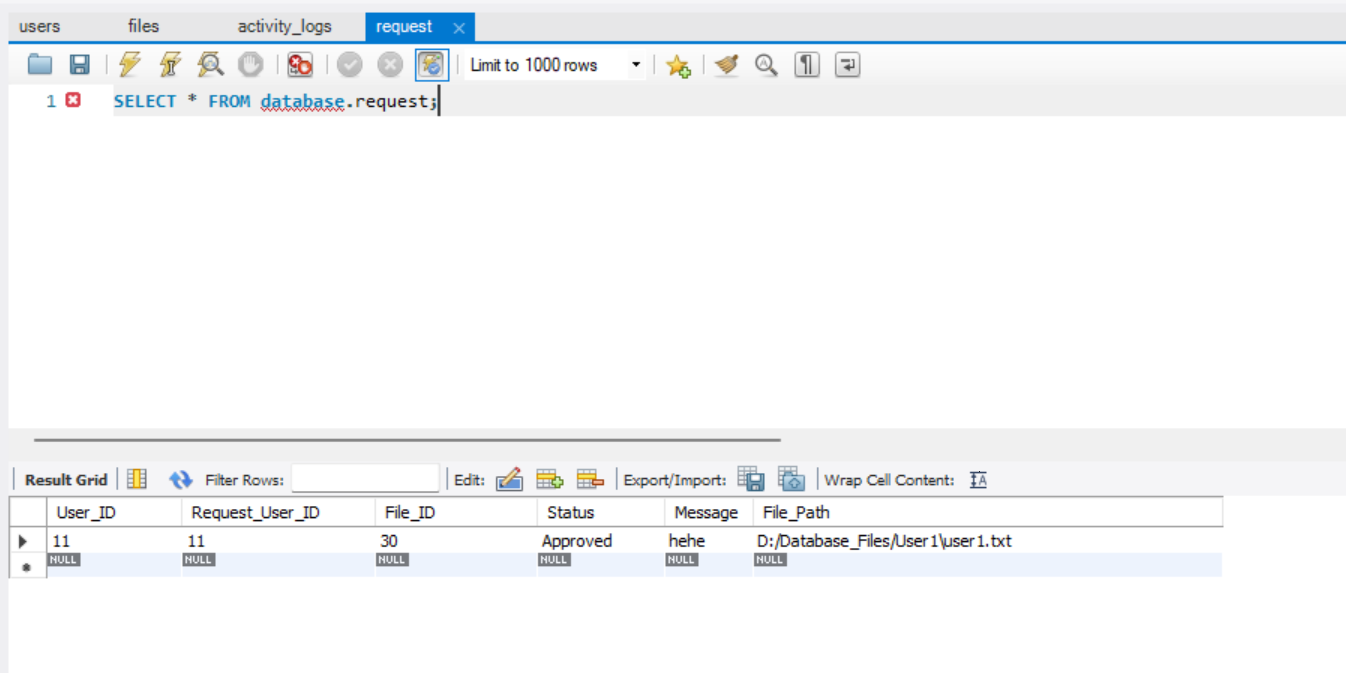 users files activity_logs request
Limit to 1000 rows
1 SELECT * FROM database.request;
Result Grid Filter Rows: Edit: Export/Import: Wrap Cell Content:
User_ID Request_User_ID File_ID Status Message File_Path
11 11 30 Approved hehe D:/Database_Files/User1\user1.txt
NULL NULL NULL NULL NULL NULL